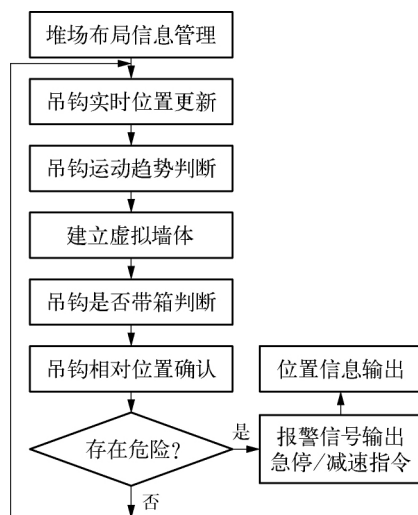 堆场布局信息管理
吊钩实时位置更新
吊钩运动趋势判断
建立虚拟墙体
吊钩是否带箱判断
吊钩相对位置确认
位置信息输出
存在危险?
是
报警信号输出
急停/减速指令
否